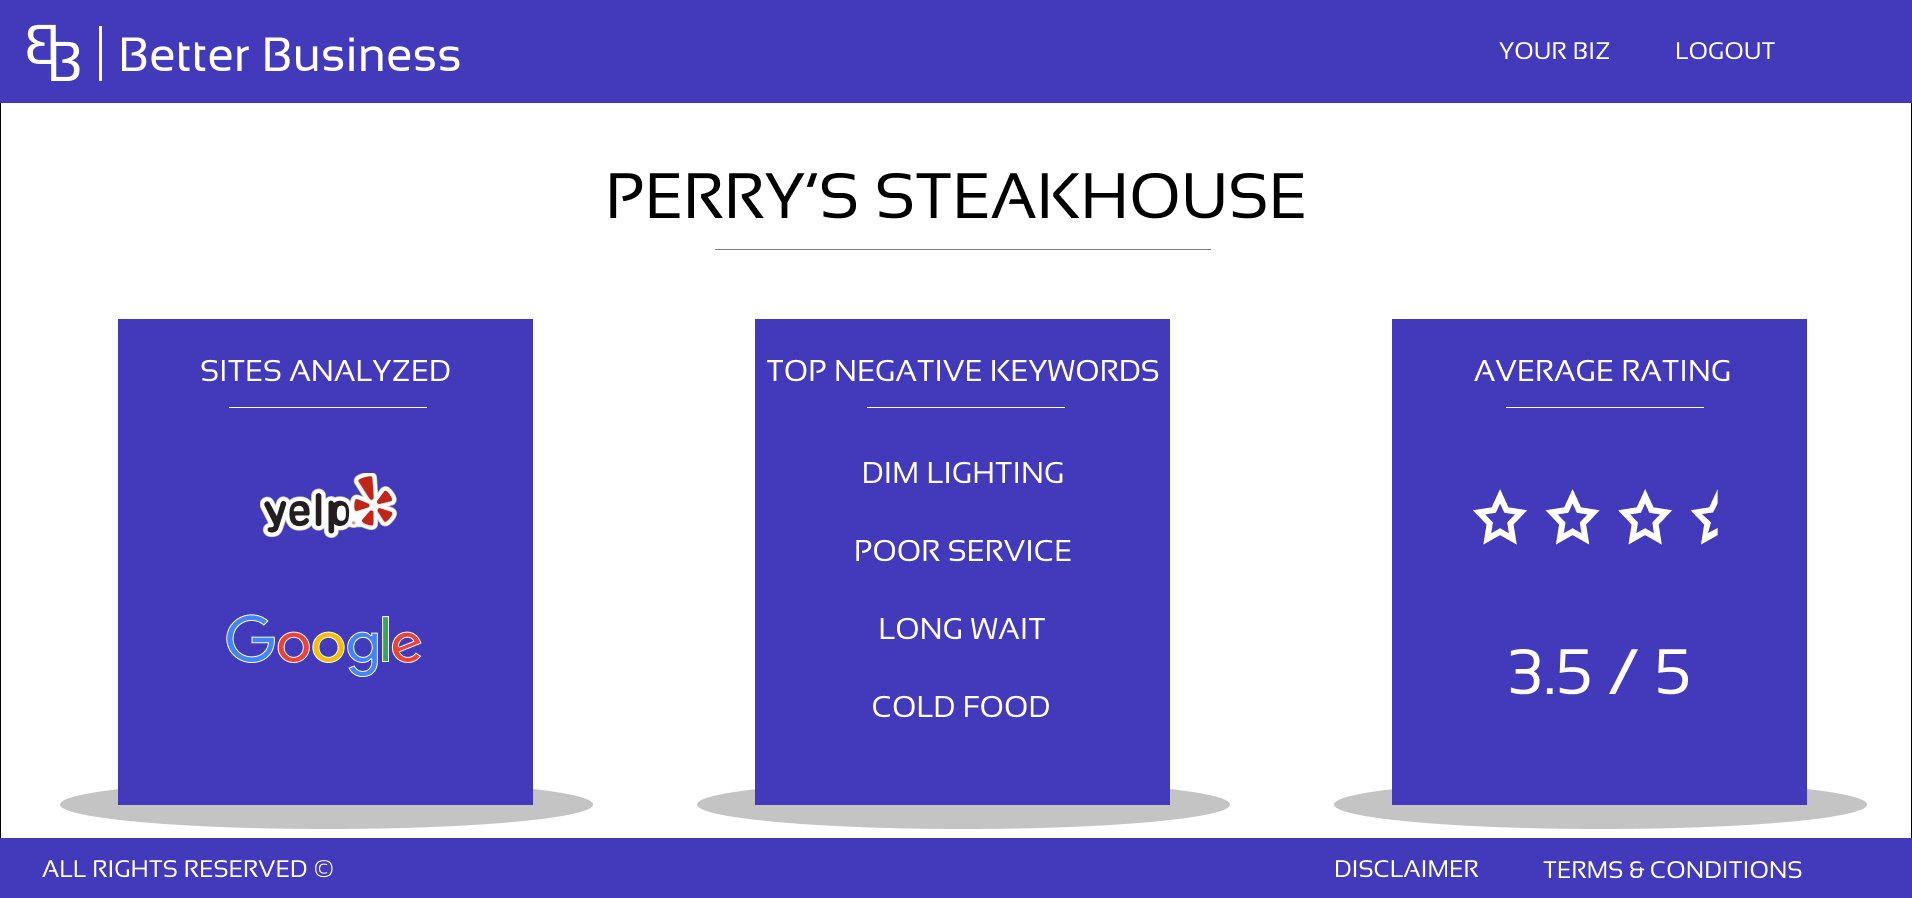 BB | Better Business
YOUR BIZ
LOGOUT
PERRY‘S STEAKHOUSE
SITES ANALYZED
yelp
Google
TOP NEGATIVE KEYWORDS
DIM LIGHTING
POOR SERVICE
LONG WAIT
COLD FOOD
AVERAGE RATING
3.5 / 5
ALL RIGHTS RESERVED ©
DISCLAIMER
TERMS & CONDITIONS